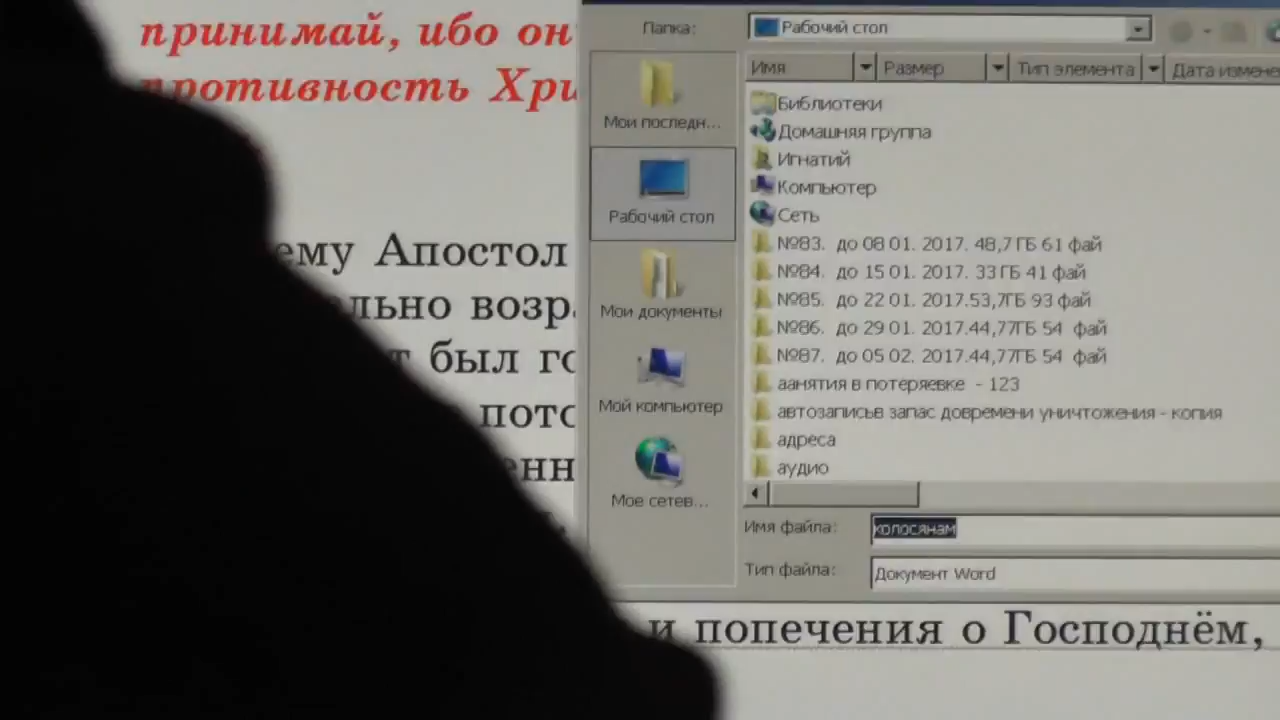 принимай, ибо он
противность Хри
ему Апостол
льно возр
т был го
пото
енн
и попечения о Господнём,
Папка:
Рабочий стол
Мои последн...
Рабочий стол
Мои документы
Мой компьютер
Мое сетев...
Имя
Размер
Тип элемента
Дата измене
Библиотеки
Домашняя группа
Игнатий
Компьютер
Сеть
№83. до 08 01. 2017. 48,7 ГБ 61 фай
№84. до 15 01. 2017. 33 ГБ 41 фай
№85. до 22 01. 2017.53,7ГБ 93 фай
№86. до 29 01. 2017.44,77ГБ 54 фай
№87. до 05 02. 2017.44,77ГБ 54 фай
аанятия в потеряевке - 123
автозаписьв запас довремени уничтожения - копия
адреса
аудио
Имя файла:
колосянам
Тип файла:
Документ Word